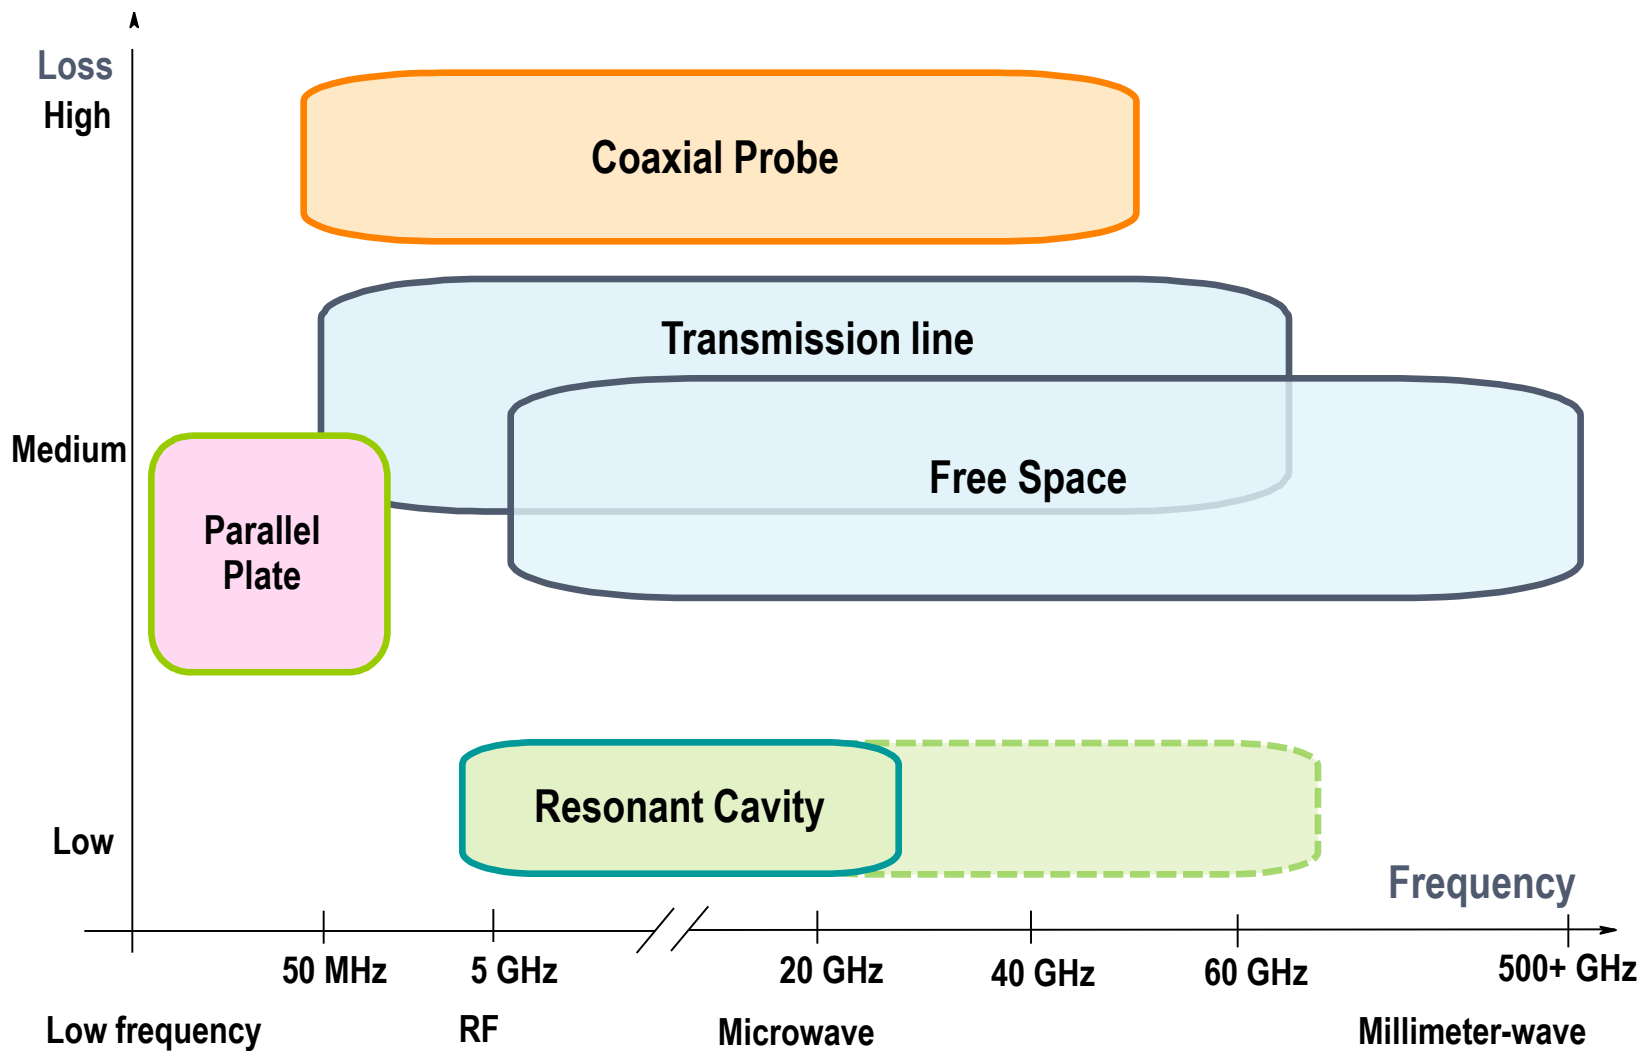 Loss
High
Coaxial Probe
Transmission line
Medium
Free Space
Parallel
Plate
Resonant Cavity
Low
Frequency
50 MHz
5 GHz
20 GHz
40 GHz
60 GHz
500+ GHz
Low frequency
RF
Microwave
Millimeter-wave